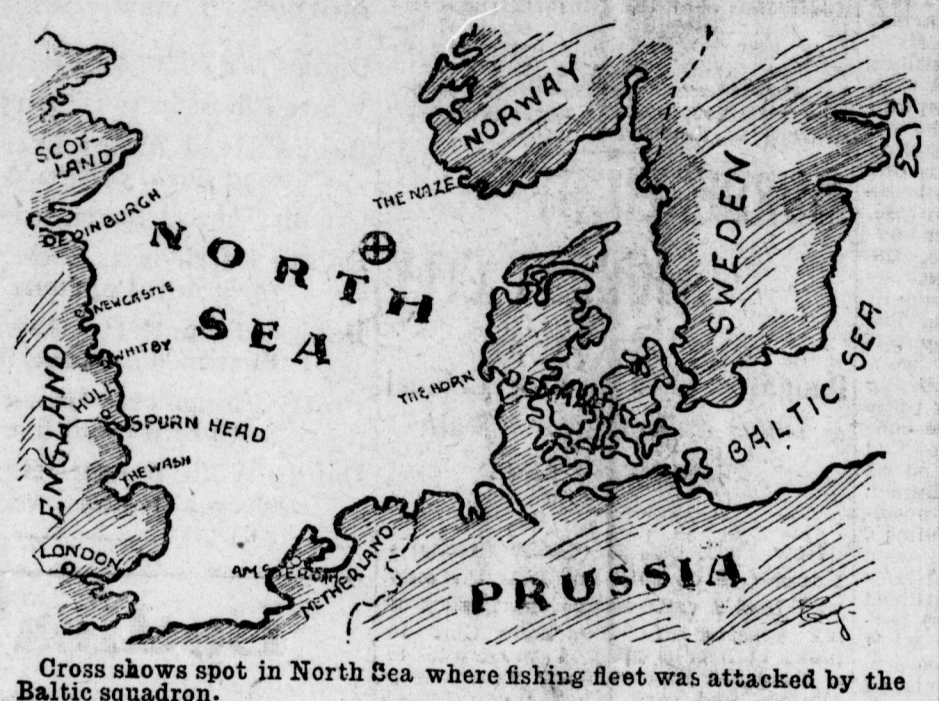 NORWAY
SCOT-
LAND
THE NAZE
EDINBURGH
SWEDEN
NORTH
SEA
NEWCASTLE
WHITBY
THE HORN
DENMARK
BALTIC SEA
ENGLAND
HULL
SPURN HEAD
THE WASH
LONDON
AMSTERDAM
NETHERLAND
PRUSSIA
Cross shows spot in North Sea where fishing fleet was attacked by the
Baltic squadron.